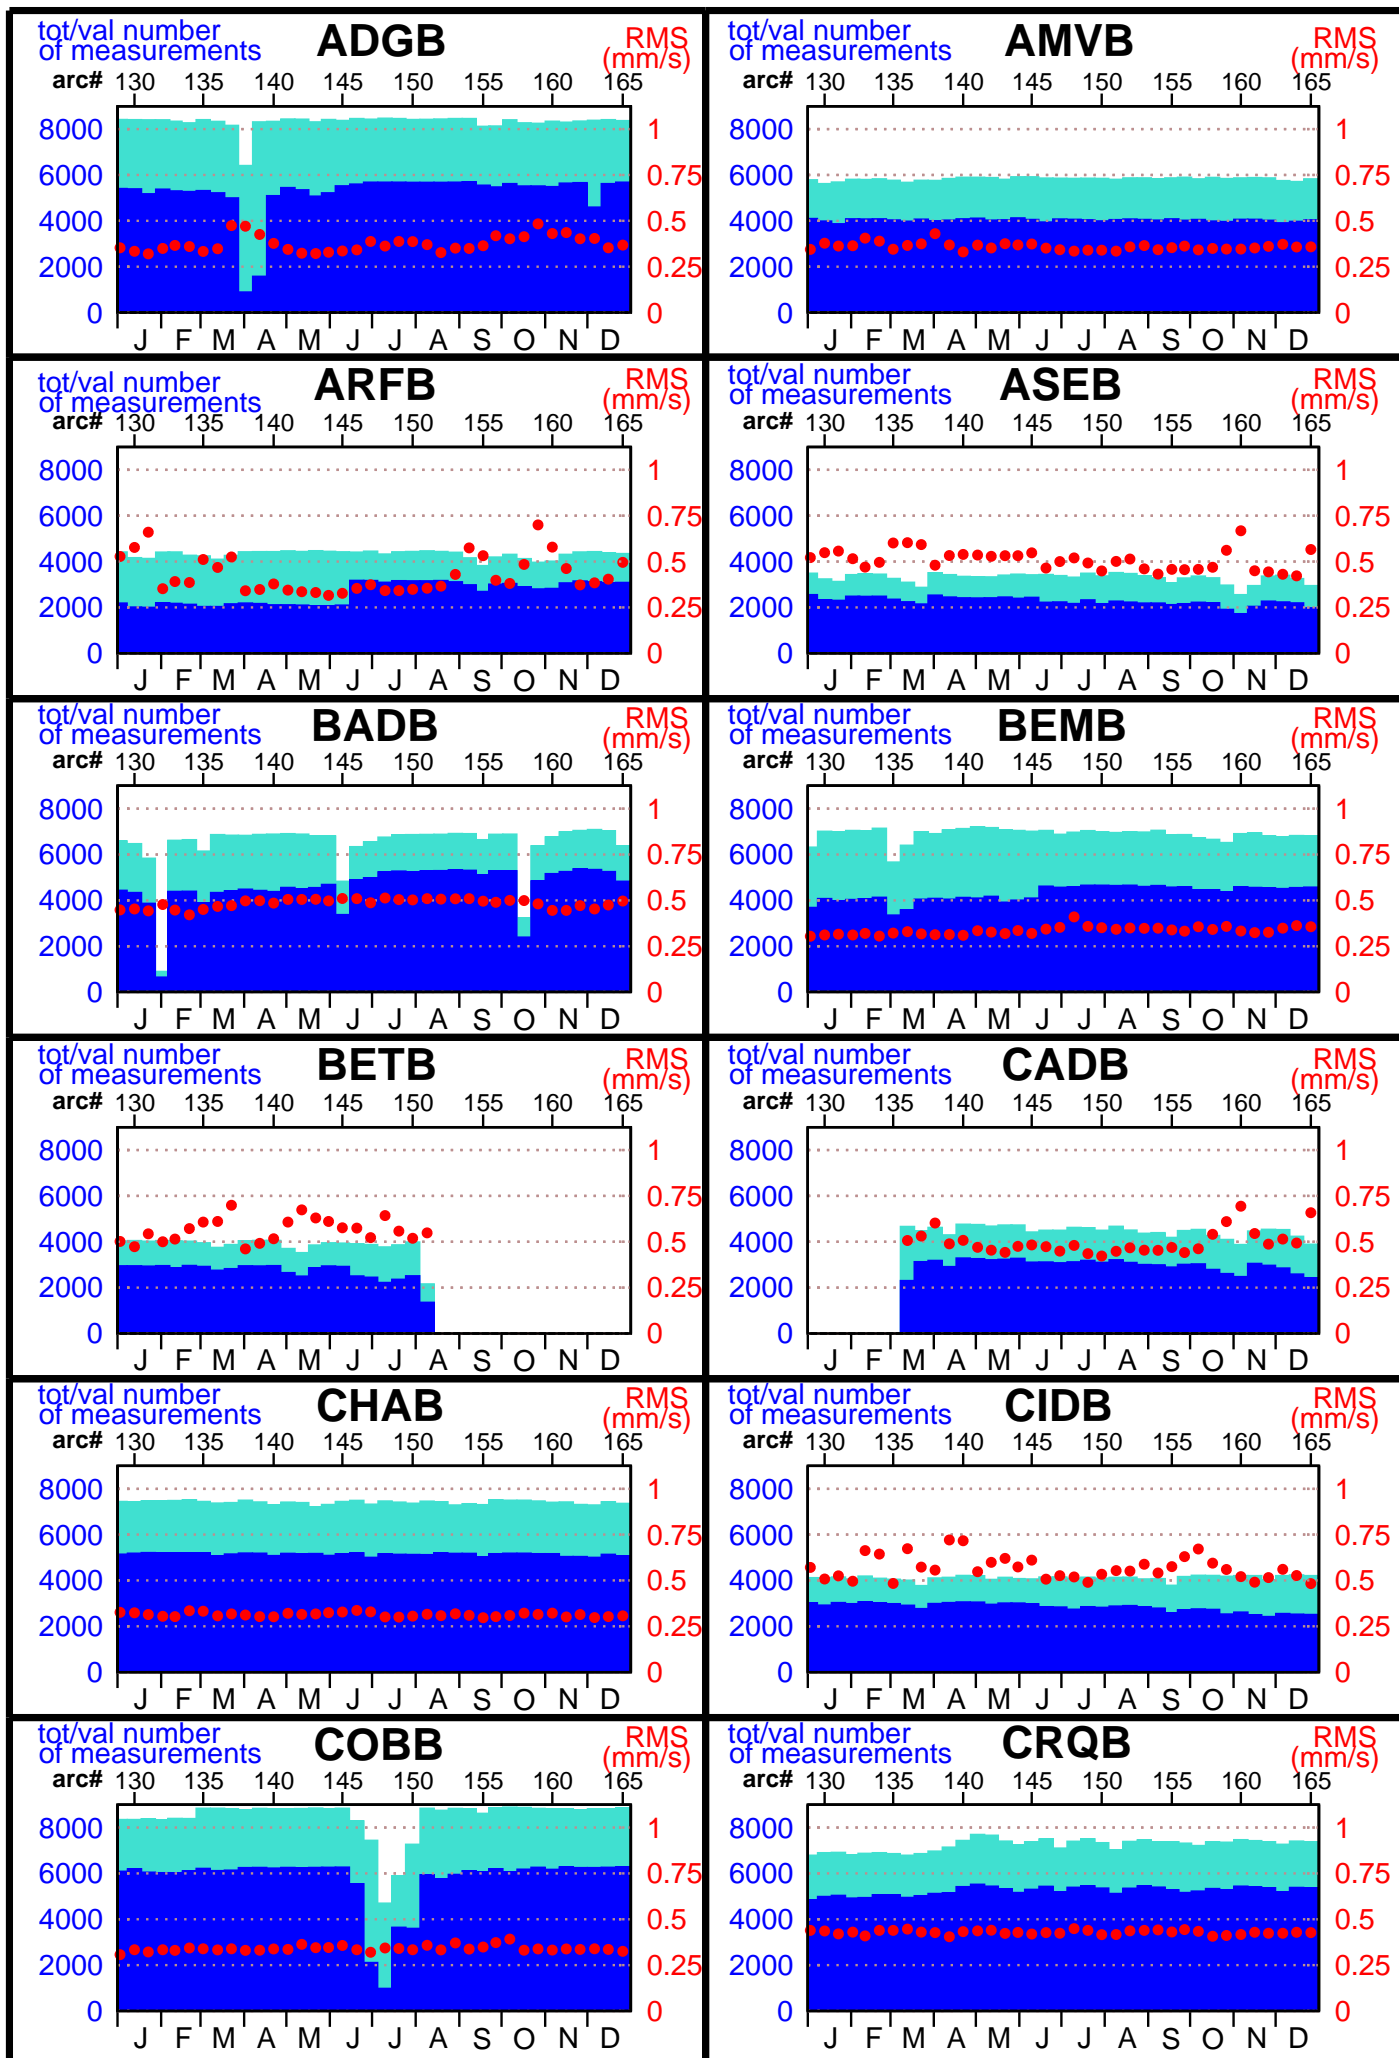 tot/val number ADGB RMS
of measurements (mm/s)
arc# 130 135 140 145 150 155 160 165
8000 1
6000 0.75
4000 0.5
2000 0.25
0 0
J F M A M J J A S O N D
tot/val number AMVB RMS
of measurements (mm/s)
arc# 130 135 140 145 150 155 160 165
8000 1
6000 0.75
4000 0.5
2000 0.25
0 0
J F M A M J J A S O N D
tot/val number ARFB RMS
of measurements (mm/s)
arc# 130 135 140 145 150 155 160 165
8000 1
6000 0.75
4000 0.5
2000 0.25
0 0
J F M A M J J A S O N D
tot/val number ASEB RMS
of measurements (mm/s)
arc# 130 135 140 145 150 155 160 165
8000 1
6000 0.75
4000 0.5
2000 0.25
0 0
J F M A M J J A S O N D
tot/val number BADB RMS
of measurements (mm/s)
arc# 130 135 140 145 150 155 160 165
8000 1
6000 0.75
4000 0.5
2000 0.25
0 0
J F M A M J J A S O N D
tot/val number BEMB RMS
of measurements (mm/s)
arc# 130 135 140 145 150 155 160 165
8000 1
6000 0.75
4000 0.5
2000 0.25
0 0
J F M A M J J A S O N D
tot/val number BETB RMS
of measurements (mm/s)
arc# 130 135 140 145 150 155 160 165
8000 1
6000 0.75
4000 0.5
2000 0.25
0 0
J F M A M J J A S O N D
tot/val number CADB RMS
of measurements (mm/s)
arc# 130 135 140 145 150 155 160 165
8000 1
6000 0.75
4000 0.5
2000 0.25
0 0
J F M A M J J A S O N D
tot/val number CHAB RMS
of measurements (mm/s)
arc# 130 135 140 145 150 155 160 165
8000 1
6000 0.75
4000 0.5
2000 0.25
0 0
J F M A M J J A S O N D
tot/val number CIDB RMS
of measurements (mm/s)
arc# 130 135 140 145 150 155 160 165
8000 1
6000 0.75
4000 0.5
2000 0.25
0 0
J F M A M J J A S O N D
tot/val number COBB RMS
of measurements (mm/s)
arc# 130 135 140 145 150 155 160 165
8000 1
6000 0.75
4000 0.5
2000 0.25
0 0
J F M A M J J A S O N D
tot/val number CRQB RMS
of measurements (mm/s)
arc# 130 135 140 145 150 155 160 165
8000 1
6000 0.75
4000 0.5
2000 0.25
0 0
J F M A M J J A S O N D